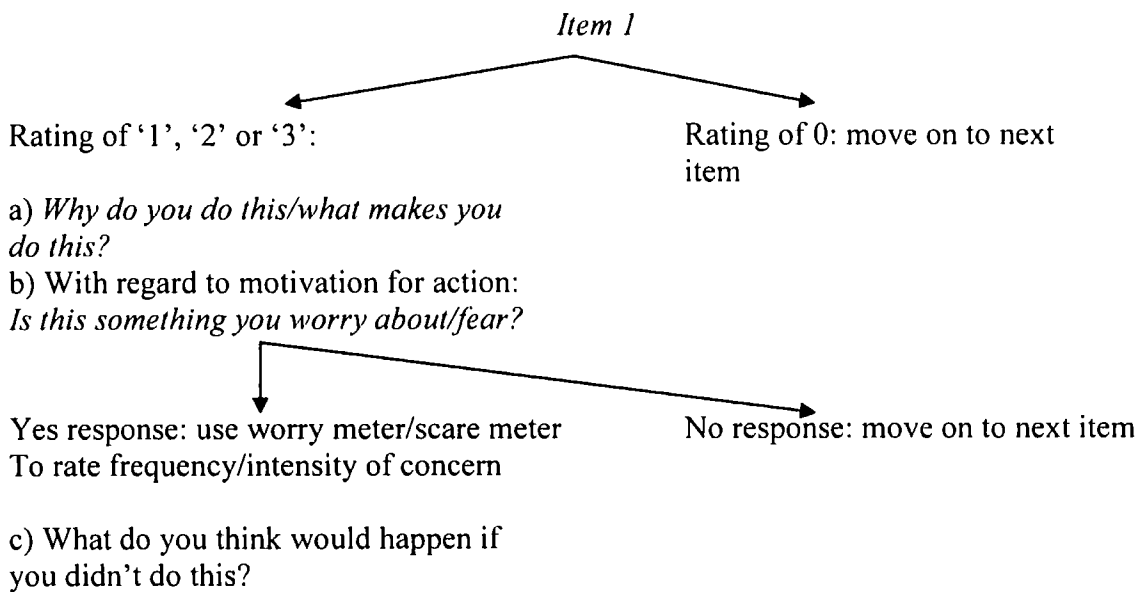 Item 1
Rating of ‘1’, ‘2’ or ‘3’:
Rating of 0: move on to next
item
a) Why do you do this/what makes you
do this?
b) With regard to motivation for action:
Is this something you worry about/fear?
Yes response: use worry meter/scare meter
To rate frequency/intensity of concern
No response: move on to next item
c) What do you think would happen if
you didn’t do this?